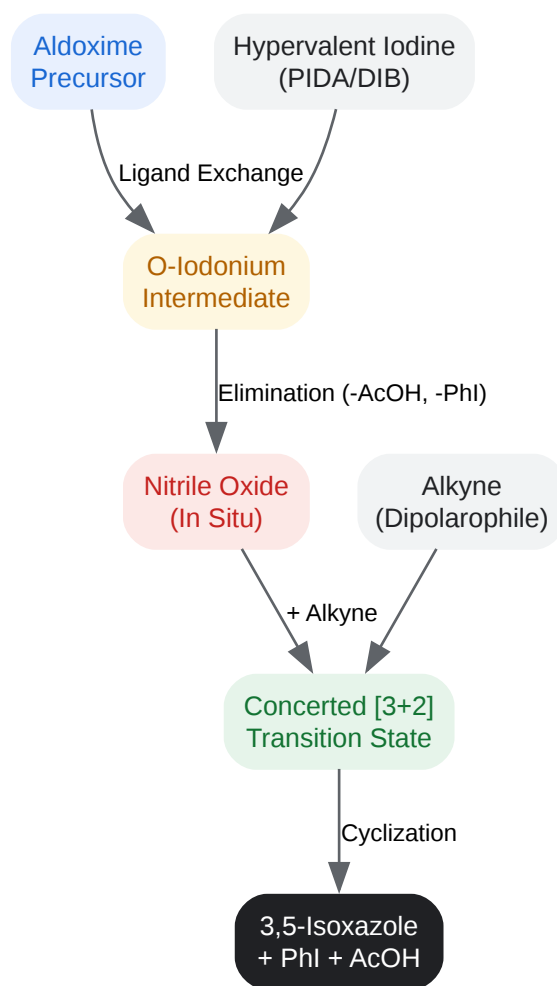 Aldoxime
Precursor
Hypervalent Iodine
(PIDA/DIB)
Ligand Exchange
O-Iodonium
Intermediate
Elimination (-AcOH, -PhI)
Nitrile Oxide
(In Situ)
Alkyne
(Dipolarophile)
+ Alkyne
Concerted [3+2]
Transition State
Cyclization
3,5-Isoxazole
+ PhI + AcOH